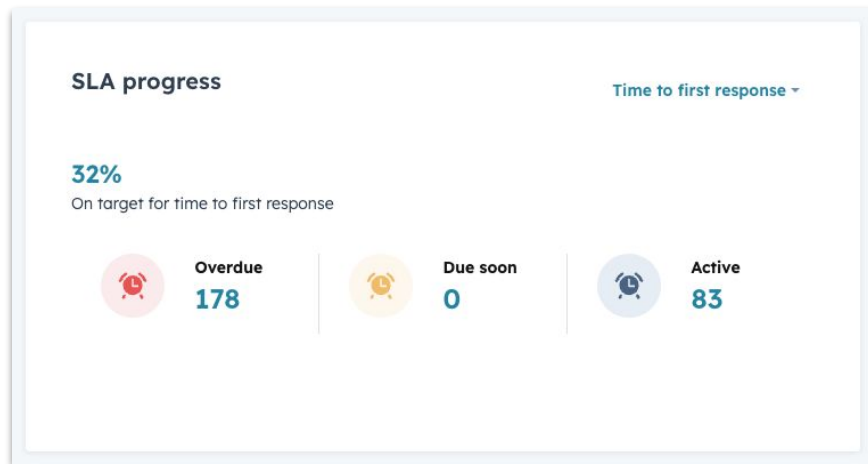 SLA progress
Time to first response
32%
On target for time to first response
Overdue
178
Due soon
0
Active
83